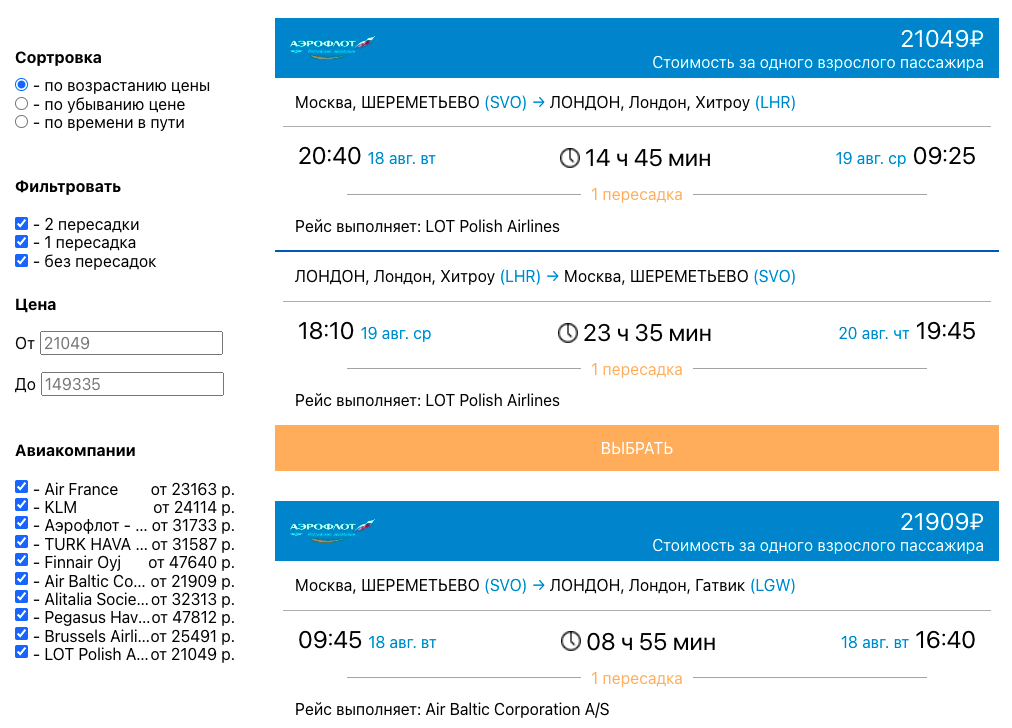 Сортровка
- по возрастанию цены
- по убыванию цене
- по времени в пути
Фильтровать
- 2 пересадки
- 1 пересадка
- без пересадок
Цена
От 21049
До 149335
Авиакомпании
- Air France от 23163 р.
- KLM от 24114 р.
- Аэрофлот - ... от 31733 р.
- TURK HAVA ... от 31587 р.
- Finnair Oyj от 47640 р.
- Air Baltic Co... от 21909 р.
- Alitalia Socie... от 32313 р.
- Pegasus Hav... от 47812 р.
- Brussels Airli... от 25491 р.
- LOT Polish A... от 21049 р.
АЭРОФЛОТ
21049₽
Стоимость за одного взрослого пассажира
Москва, ШЕРЕМЕТЬЕВО (SVO) → ЛОНДОН, Лондон, Хитроу (LHR)
20:40 18 авг. вт 14 ч 45 мин 19 авг. ср 09:25
1 пересадка
Рейс выполняет: LOT Polish Airlines
ЛОНДОН, Лондон, Хитроу (LHR) → Москва, ШЕРЕМЕТЬЕВО (SVO)
18:10 19 авг. ср 23 ч 35 мин 20 авг. чт 19:45
1 пересадка
Рейс выполняет: LOT Polish Airlines
ВЫБРАТЬ
АЭРОФЛОТ
21909₽
Стоимость за одного взрослого пассажира
Москва, ШЕРЕМЕТЬЕВО (SVO) → ЛОНДОН, Лондон, Гатвик (LGW)
09:45 18 авг. вт 08 ч 55 мин 18 авг. вт 16:40
1 пересадка
Рейс выполняет: Air Baltic Corporation A/S